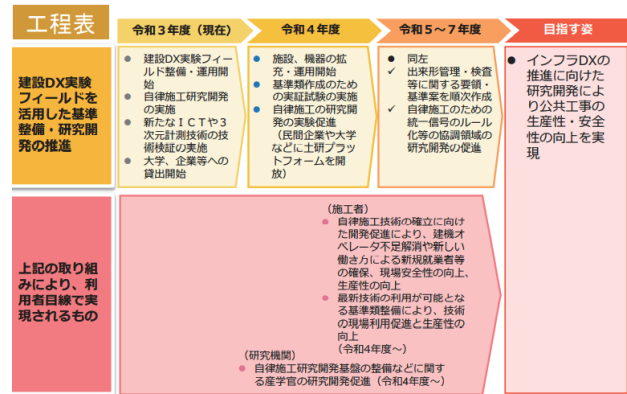 工程表
令和３年度（現在）
令和４年度
令和５～７年度
目指す姿
建設DX実験
フィールドを
活用した基準
整備・研究開
発の推進
● 建設DX実験フィー
ルド整備・運用開
始
● 自律施工研究開発
の実施
● 新たなＩＣＴや３
次元計測技術の技
術検証の実施
● 大学、企業等への
貸出開始
● 施設、機器の拡
充・運用開始
● 基準類作成のため
の実証試験の実施
● 自律施工の研究開
発の実験促進
（民間企業や大学
などに土研プラッ
トフォームを開
放）
● 同左
✓ 出来形管理・検査
等に関する要領・
基準案を順次作成
✓ 自律施工のための
統一信号のルール
化等の協調領域の
研究開発の促進
● インフラDXの
推進に向けた
研究開発によ
り公共工事の
生産性・安全
性の向上を実
現
上記の取り組
みにより、利
用者目線で実
現されるもの
（施工者）
● 自律施工技術の確立に向け
た開発促進により、建機オ
ペレータ不足解消や新しい
働き方による新規就業者等
の確保、現場安全性の向上、
生産性の向上
● 最新技術の利用が可能とな
る基準類整備により、技術
の現場利用促進と生産性の
向上
（令和4年度～）
（研究機関）
● 自律施工研究開発基盤の整備などに関す
る産学官の研究開発促進（令和4年度～）